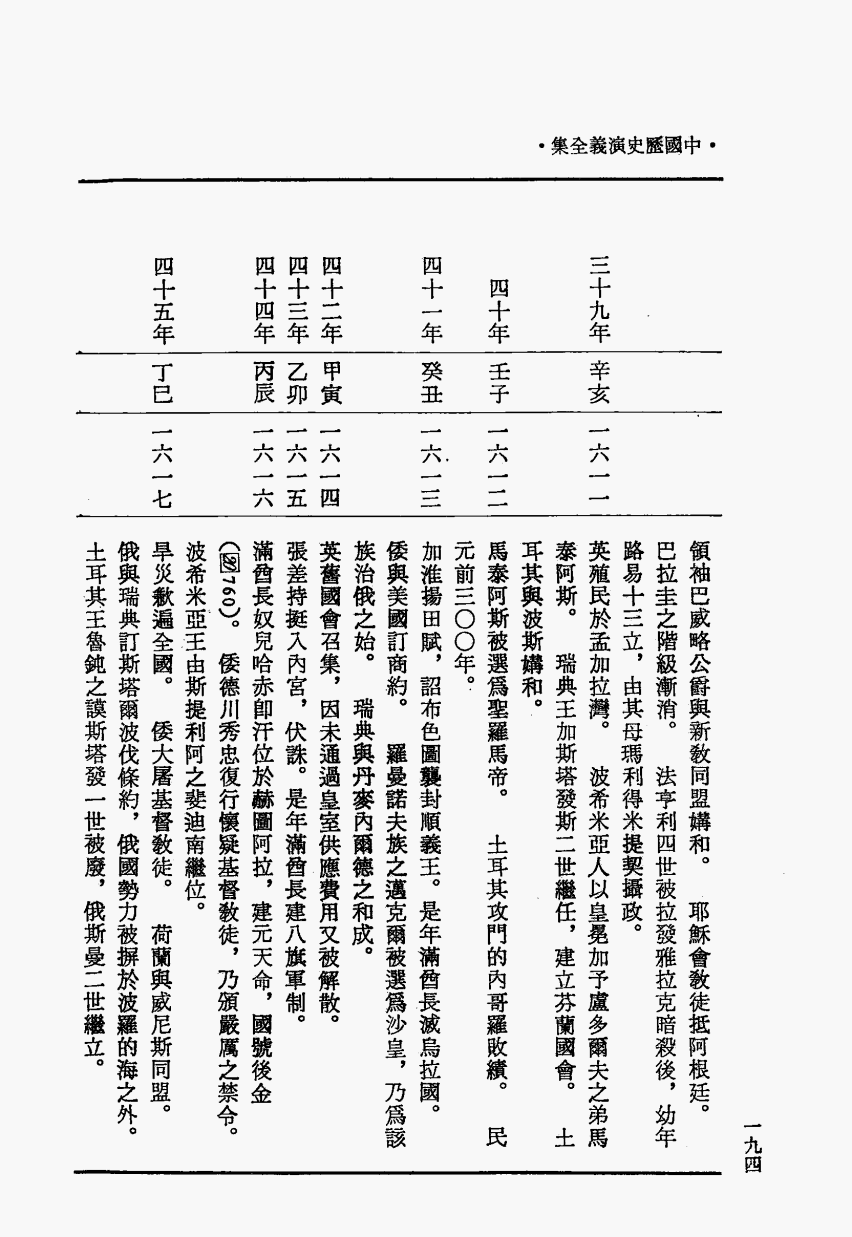 ·中國歷史演義全集·
一九四
領袖巴威略公爵與新教同盟媾和。　耶穌會教徒抵阿根廷。
巴拉圭之階級漸消。　法亨利四世被拉發雅拉克暗殺後，幼年
路易十三立，由其母瑪利得米提契攝政。
三十九年　辛亥　一六一一　英殖民於孟加拉灣。　波希米亞人以皇冕加予盧多爾夫之弟馬
泰阿斯。　瑞典王加斯塔發斯二世繼任，建立芬蘭國會。　土
耳其與波斯媾和。
四十年　壬子　一六一二　馬泰阿斯被選爲聖羅馬帝。　土耳其攻門的內哥羅敗績。　民
元前三〇〇年。
四十一年　癸丑　一六一三　加淮揚田賦，詔布色圖襲封順義王。是年滿酋長滅烏拉國。
倭與美國訂商約。　羅曼諾夫族之邁克爾被選爲沙皇，乃爲該
族治俄之始。　瑞典與丹麥內爾德之和成。
四十二年　甲寅　一六一四　英舊國會召集，因未通過皇室供應費用又被解散。
四十三年　乙卯　一六一五　張差持挺入內宮，伏誅。是年滿酋長建八旗軍制。
四十四年　丙辰　一六一六　滿酋長奴兒哈赤卽汗位於赫圖阿拉，建元天命，國號後金
（圖760）。　倭德川秀忠復行懷疑基督教徒，乃頒嚴厲之禁令。
波希米亞王由斯提利阿之斐迪南繼位。
四十五年　丁巳　一六一七　旱災歉遍全國。　倭大屠基督教徒。　荷蘭與威尼斯同盟。
俄與瑞典訂斯塔爾波伐條約，俄國勢力被摒於波羅的海之外。
土耳其王魯鈍之謨斯塔發一世被廢，俄斯曼二世繼立。